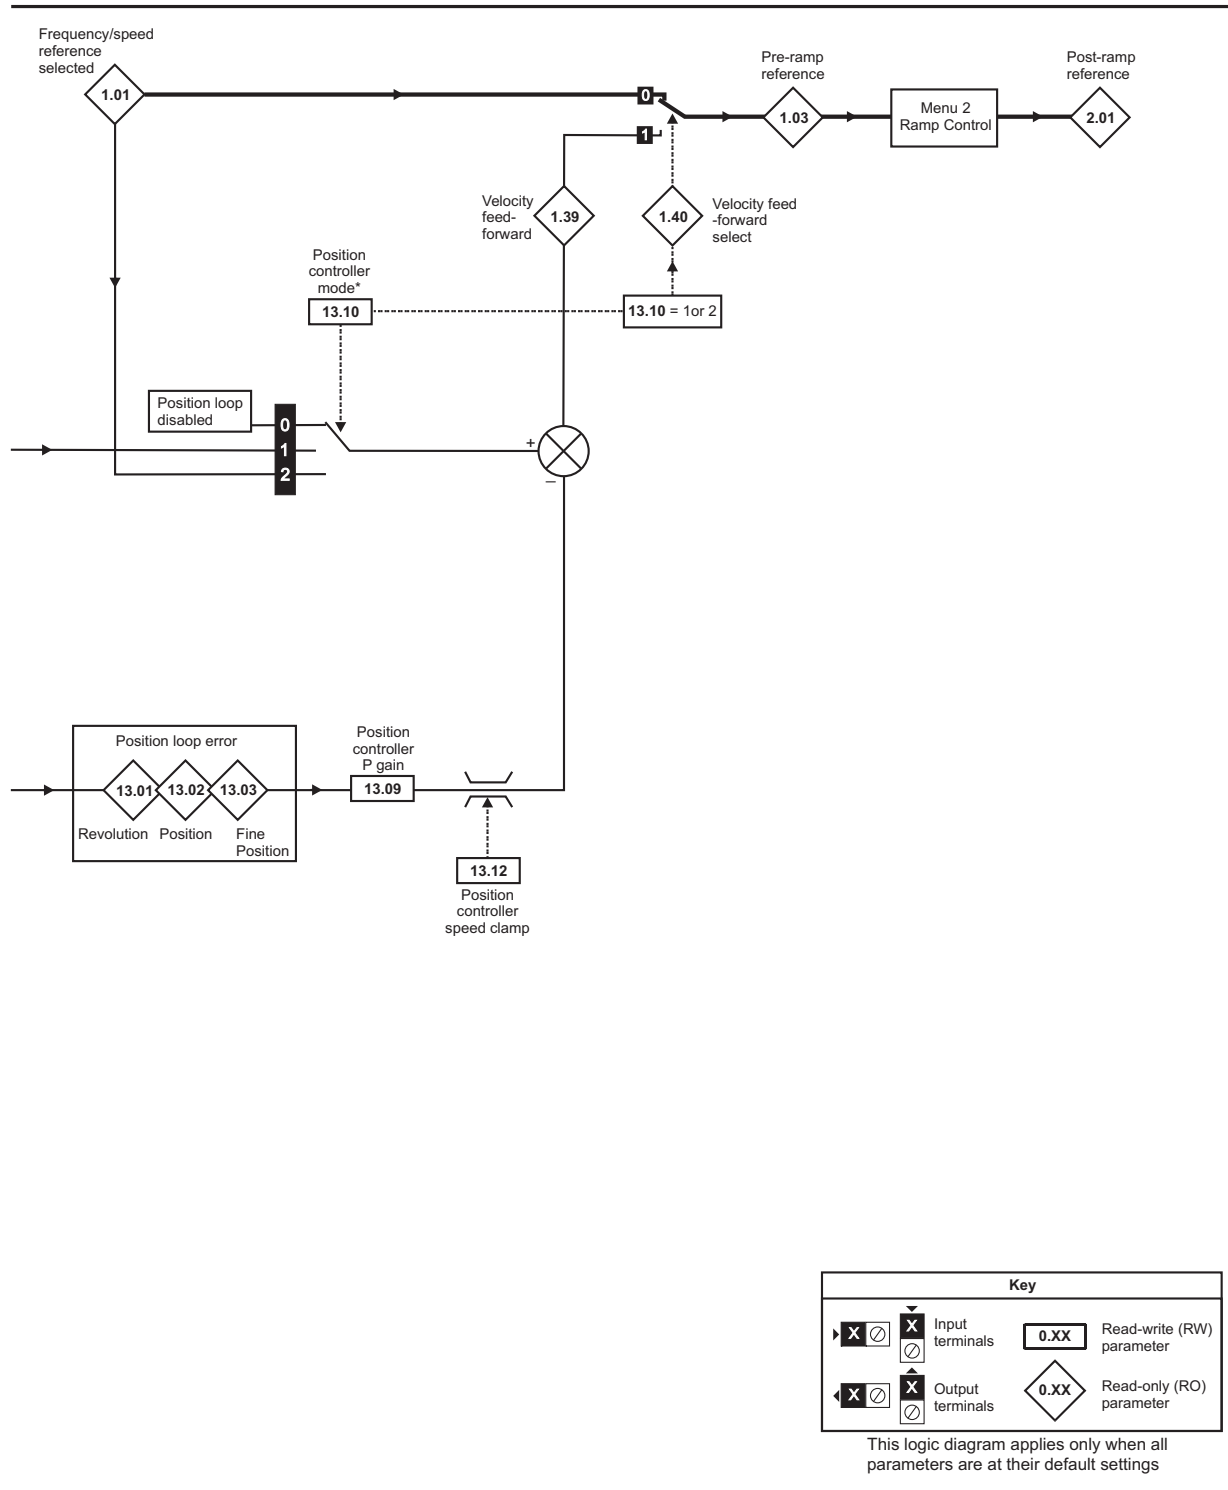 Frequency/speed
reference
selected
1.01
0
1
Pre-ramp
reference
1.03
Menu 2
Ramp Control
Post-ramp
reference
2.01
Velocity
feed-
forward
1.39
1.40
Velocity feed
-forward
select
Position
controller
mode*
13.10
13.10 = 1or 2
Position loop
disabled
0
1
2
+
–
Position loop error
13.01
13.02
13.03
Revolution
Position
Fine
Position
Position
controller
P gain
13.09
13.12
Position
controller
speed clamp
Key
X
X
Input
terminals
0.XX
Read-write (RW)
parameter
X
X
Output
terminals
0.XX
Read-only (RO)
parameter
This logic diagram applies only when all
parameters are at their default settings